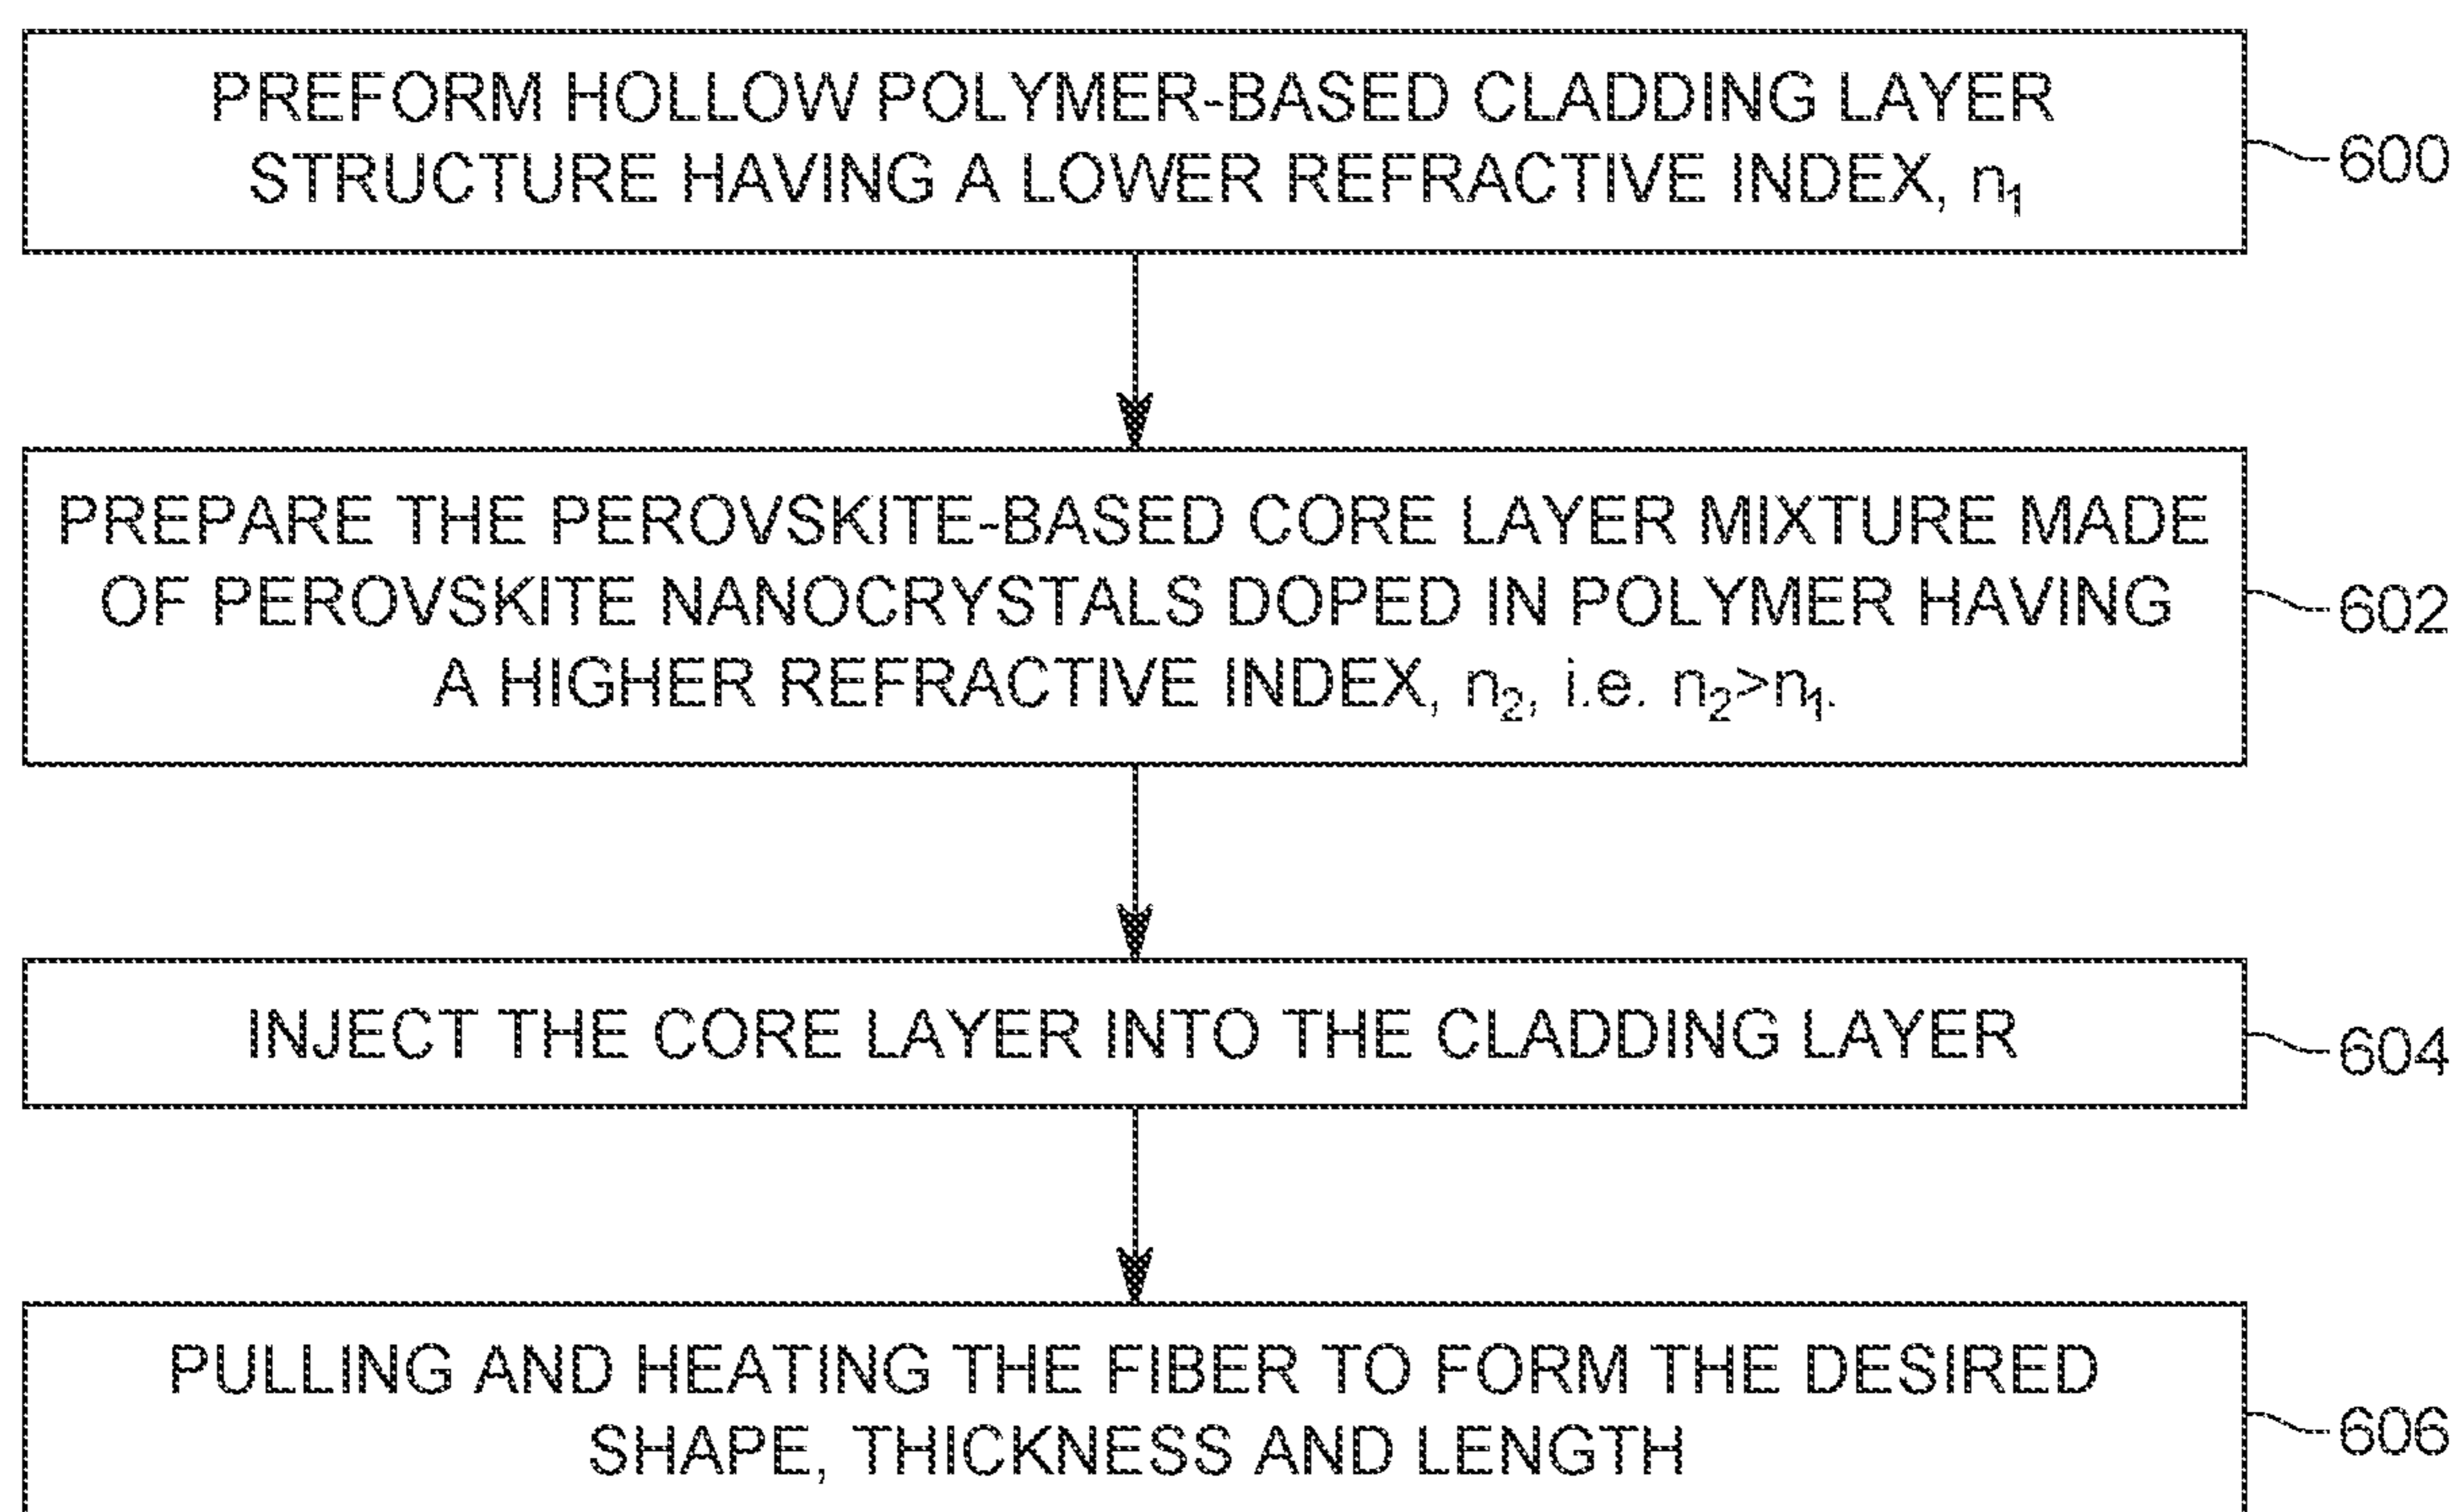 PREFORM HOLLOW POLYMER-BASED CLADDING LAYER
STRUCTURE HAVING A LOWER REFRACTIVE INDEX, n₁
600
PREPARE THE PEROVSKITE-BASED CORE LAYER MIXTURE MADE
OF PEROVSKITE NANOCRYSTALS DOPED IN POLYMER HAVING
A HIGHER REFRACTIVE INDEX, n₂, i.e. n₂>n₁.
602
INJECT THE CORE LAYER INTO THE CLADDING LAYER
604
PULLING AND HEATING THE FIBER TO FORM THE DESIRED
SHAPE, THICKNESS AND LENGTH
606